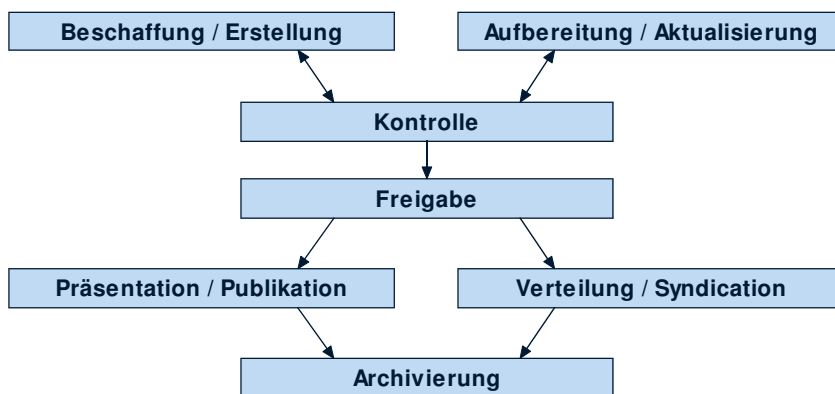 Beschaffung / Erstellung
Aufbereitung / Aktualisierung
Kontrolle
Freigabe
Präsentation / Publikation
Verteilung / Syndication
Archivierung